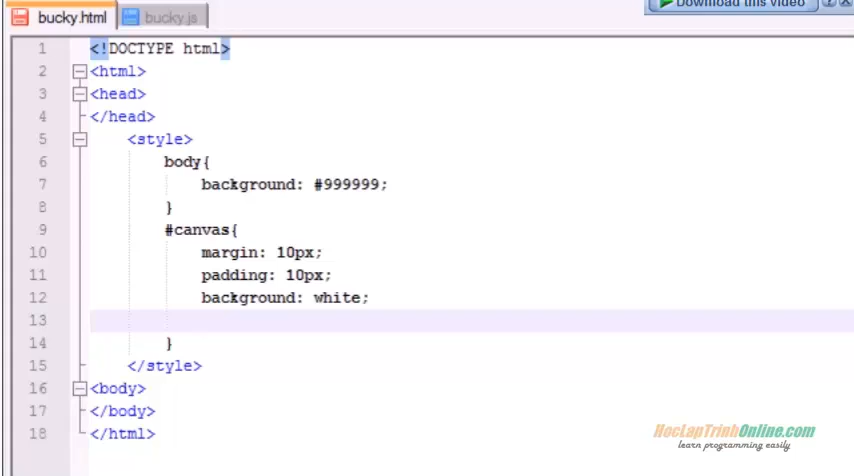 Download this video
bucky.html bucky.js
1 <!DOCTYPE html>
2 <html>
3 <head>
4 </head>
5 <style>
6 body{
7 background: #999999;
8 }
9 #canvas{
10 margin: 10px;
11 padding: 10px;
12 background: white;
13
14 }
15 </style>
16 <body>
17 </body>
18 </html>
HocLapTrinhOnline.com
learn programming easily